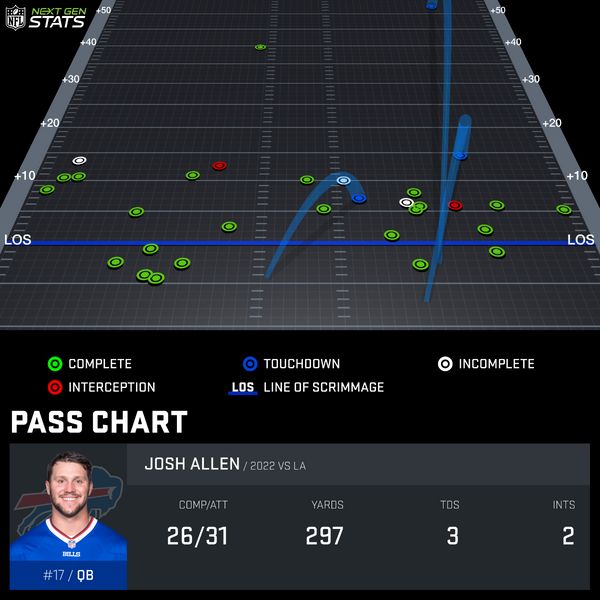 NFL NEXT GEN STATS
+50 +50
+40 +40
+30 +30
+20 +20
+10 +10
LOS LOS
COMPLETE TOUCHDOWN INCOMPLETE
INTERCEPTION LOS LINE OF SCRIMMAGE
PASS CHART
JOSH ALLEN / 2022 VS LA
COMP/ATT YARDS TDS INTS
26/31 297 3 2
BILLS
#17 / QB